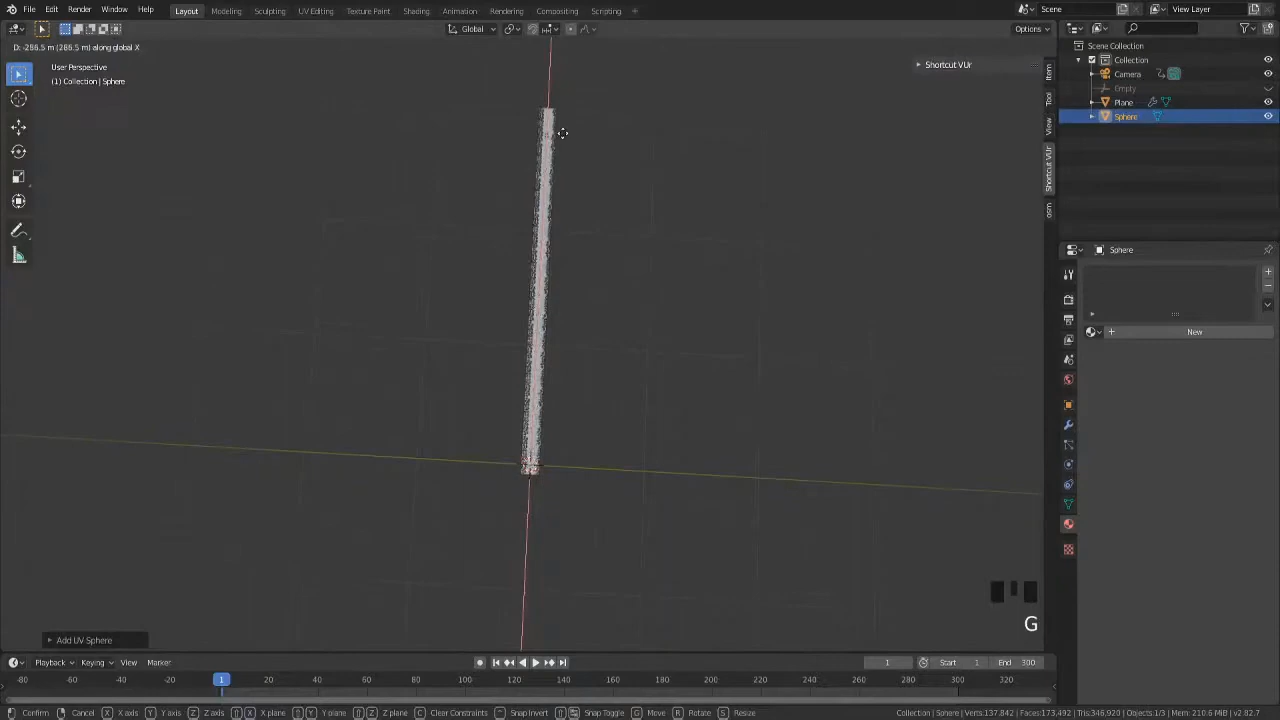 File Edit Render Window Help Layout Modeling Sculpting UV Editing Texture Paint Shading Animation Rendering Compositing Scripting + Scene View Layer
Global Options
D: -286.5 m (286.5 m) along global X
User Perspective
(1) Collection | Sphere
Shortcut VUr
Item
Tool
View
Shortcut VUr
osm
Scene Collection
Collection
Camera
Empty
Plane
Sphere
Sphere
New
G
Add UV Sphere
Playback Keying View Marker 1 Start 1 End 300
-80 -60 -40 -20 1 20 40 60 80 100 120 140 160 180 200 220 240 260 280 300 320
Confirm Cancel X X axis Y Y axis Z Z axis X X plane Y Y plane Z Z plane C Clear Constraints Snap Invert Snap Toggle G Move R Rotate S Resize Collection | Sphere | Verts:137,842 | Faces:173,492 | Tris:346,920 | Objects:1/3 | Mem: 210.6 MiB | v2.82.7